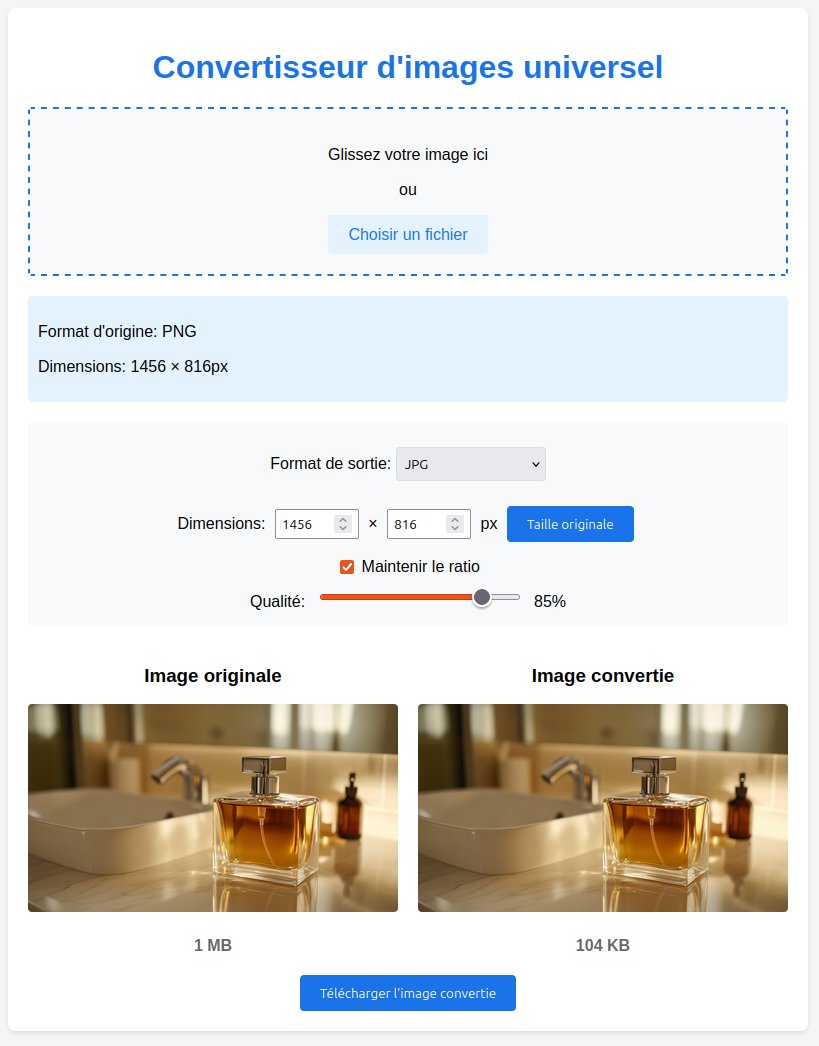 Convertisseur d'images universel
Glissez votre image ici
ou
Choisir un fichier
Format d'origine: PNG
Dimensions: 1456 × 816px
Format de sortie: JPG
Dimensions: 1456 × 816 px Taille originale
Maintenir le ratio
Qualité: 85%
Image originale Image convertie
1 MB 104 KB
Télécharger l'image convertie